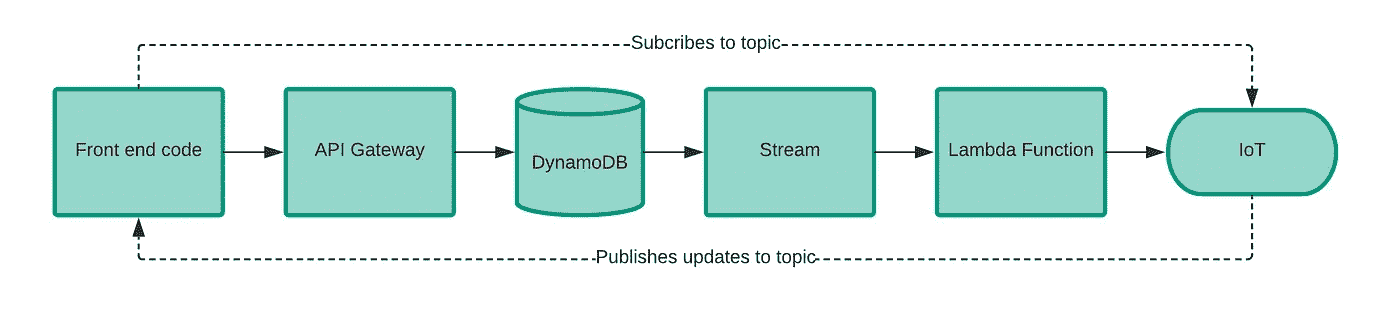 Subcribes to topic
Front end code
API Gateway
DynamoDB
Stream
Lambda Function
IoT
Publishes updates to topic